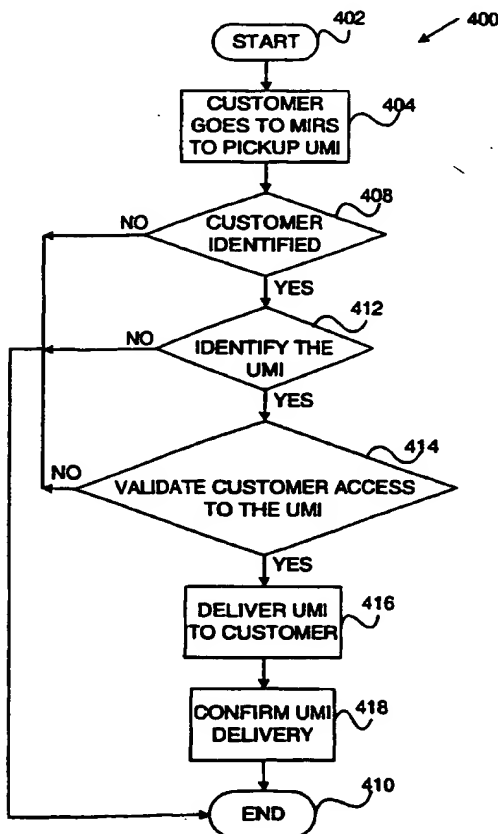 START
402
400
CUSTOMER
GOES TO MIRS
TO PICKUP UMI
404
408
NO
CUSTOMER
IDENTIFIED
YES
412
NO
IDENTIFY THE
UMI
YES
414
NO
VALIDATE CUSTOMER ACCESS
TO THE UMI
YES
DELIVER UMI
TO CUSTOMER
416
CONFIRM UMI
DELIVERY
418
END
410